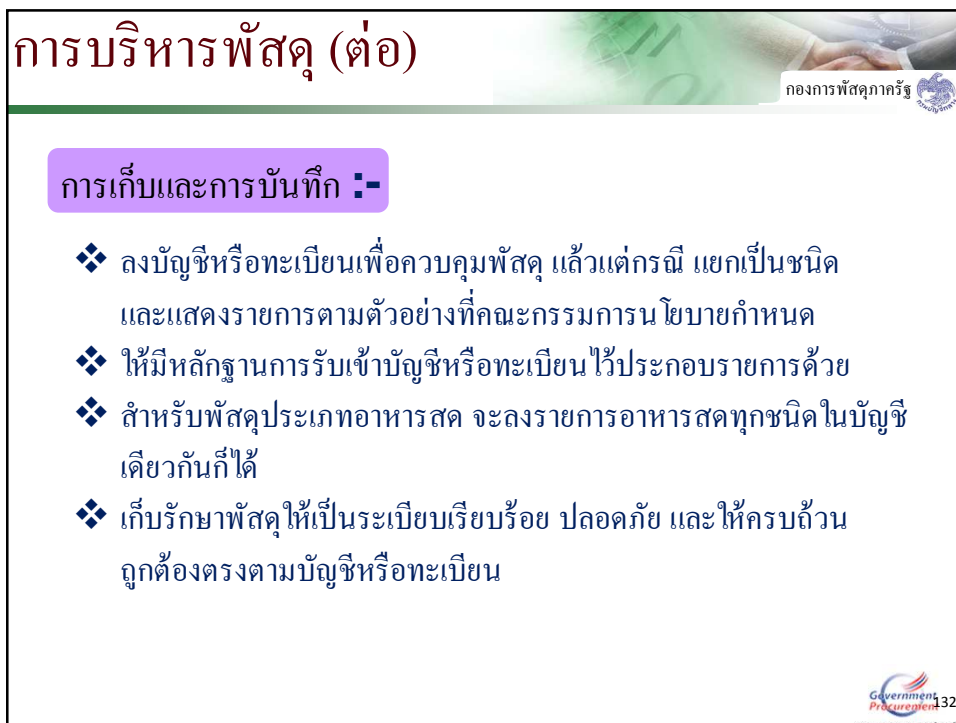 การบริหารพัสดุ (ต่อ)
กองการพัสดุภาครัฐ
การเก็บและการบันทึก :-
❖ ลงบัญชีหรือทะเบียนเพื่อควบคุมพัสดุ แล้วแต่กรณี แยกเป็นชนิด
และแสดงรายการตามตัวอย่างที่คณะกรรมการนโยบายกำหนด
❖ ให้มีหลักฐานการรับเข้าบัญชีหรือทะเบียนไว้ประกอบรายการด้วย
❖ สำหรับพัสดุประเภทอาหารสด จะลงรายการอาหารสดทุกชนิดในบัญชี
เดียวกันก็ได้
❖ เก็บรักษาพัสดุให้เป็นระเบียบเรียบร้อย ปลอดภัย และให้ครบถ้วน
ถูกต้องตรงตามบัญชีหรือทะเบียน
Government
Procurement
132